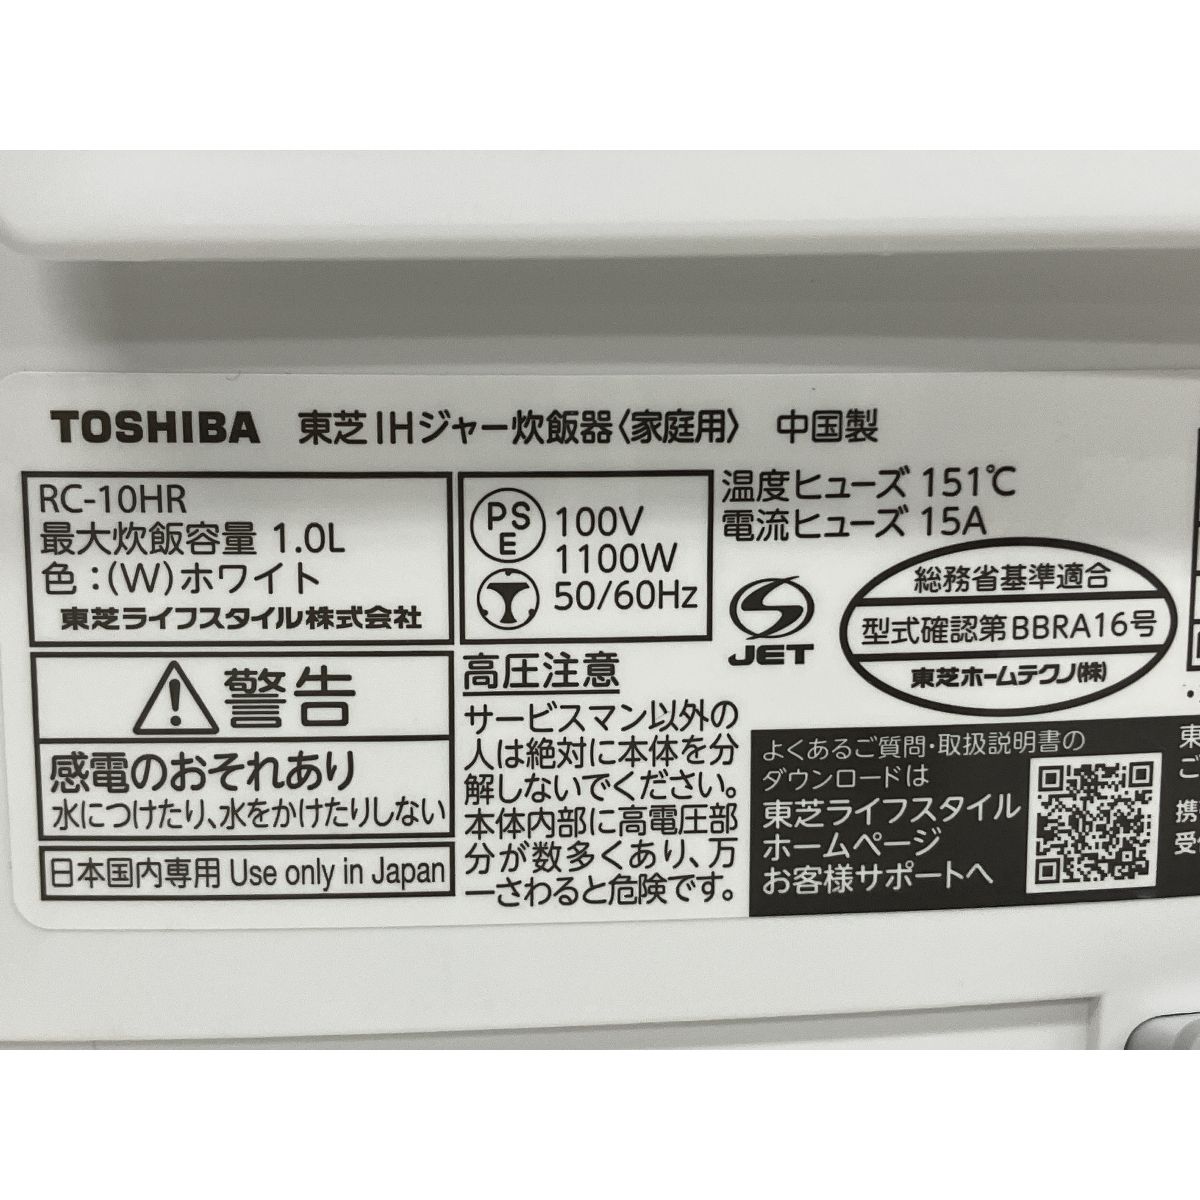 TOSHIBA 東芝IHジャー炊飯器〈家庭用〉 中国製
RC-10HR
最大炊飯容量 1.0L
色:(W)ホワイト
東芝ライフスタイル株式会社
PS
E
100V
1100W
50/60Hz
温度ヒューズ 151℃
電流ヒューズ 15A
JET
総務省基準適合
型式確認第BBRA16号
東芝ホームテクノ(株)
警告
感電のおそれあり
水につけたり、水をかけたりしない
日本国内専用 Use only in Japan
高圧注意
サービスマン以外の
人は絶対に本体を分
解しないでください。
本体内部に高電圧部
分が数多くあり、万
一さわると危険です。
よくあるご質問・取扱説明書の
ダウンロードは
東芝ライフスタイル
ホームページ
お客様サポートへ
東
ご
携
受